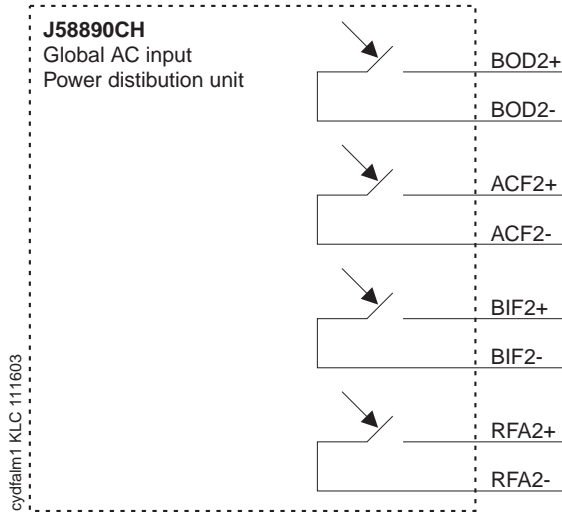 J58890CH
Global AC input
Power distibution unit
BOD2+
BOD2-
ACF2+
ACF2-
BIF2+
BIF2-
RFA2+
RFA2-
cydfalm1 KLC 111603